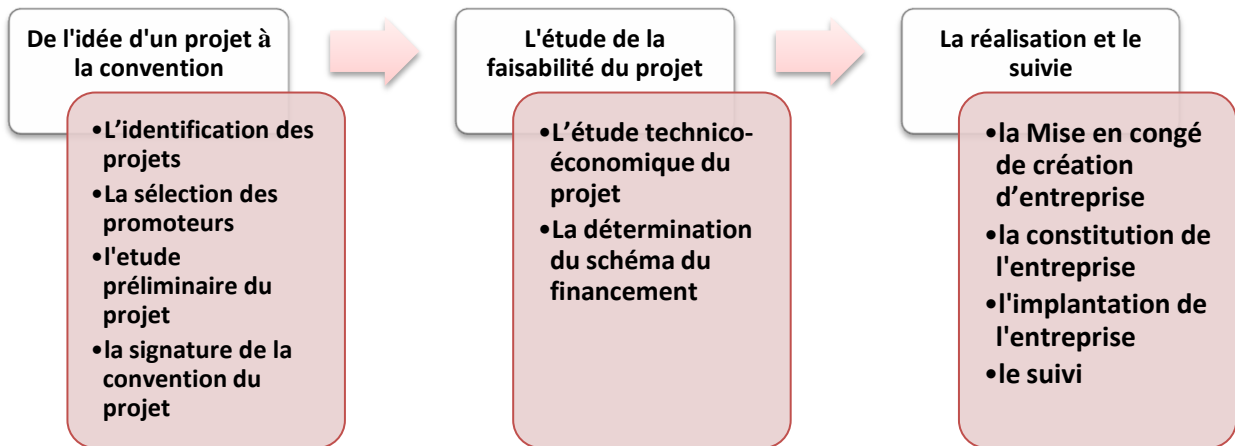 De l'idée d'un projet à
la convention
•L’identification des
projets
•La sélection des
promoteurs
•l'etude
préliminaire du
projet
•la signature de la
convention du
projet
L'étude de la
faisabilité du projet
•L’étude technico-
économique du
projet
•La détermination
du schéma du
financement
La réalisation et le
suivie
•la Mise en congé
de création
d’entreprise
•la constitution de
l'entreprise
•l'implantation de
l'entreprise
•le suivi